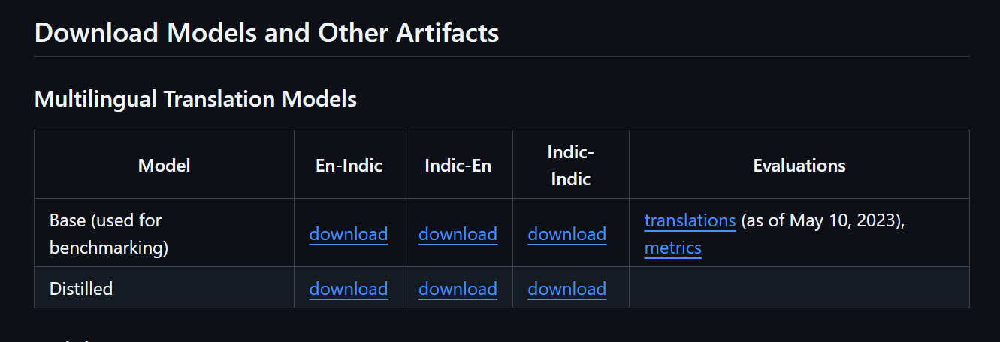 Download Models and Other Artifacts
Multilingual Translation Models
Model En-Indic Indic-En Indic-Indic Evaluations
Base (used for benchmarking) download download download translations (as of May 10, 2023), metrics
Distilled download download download